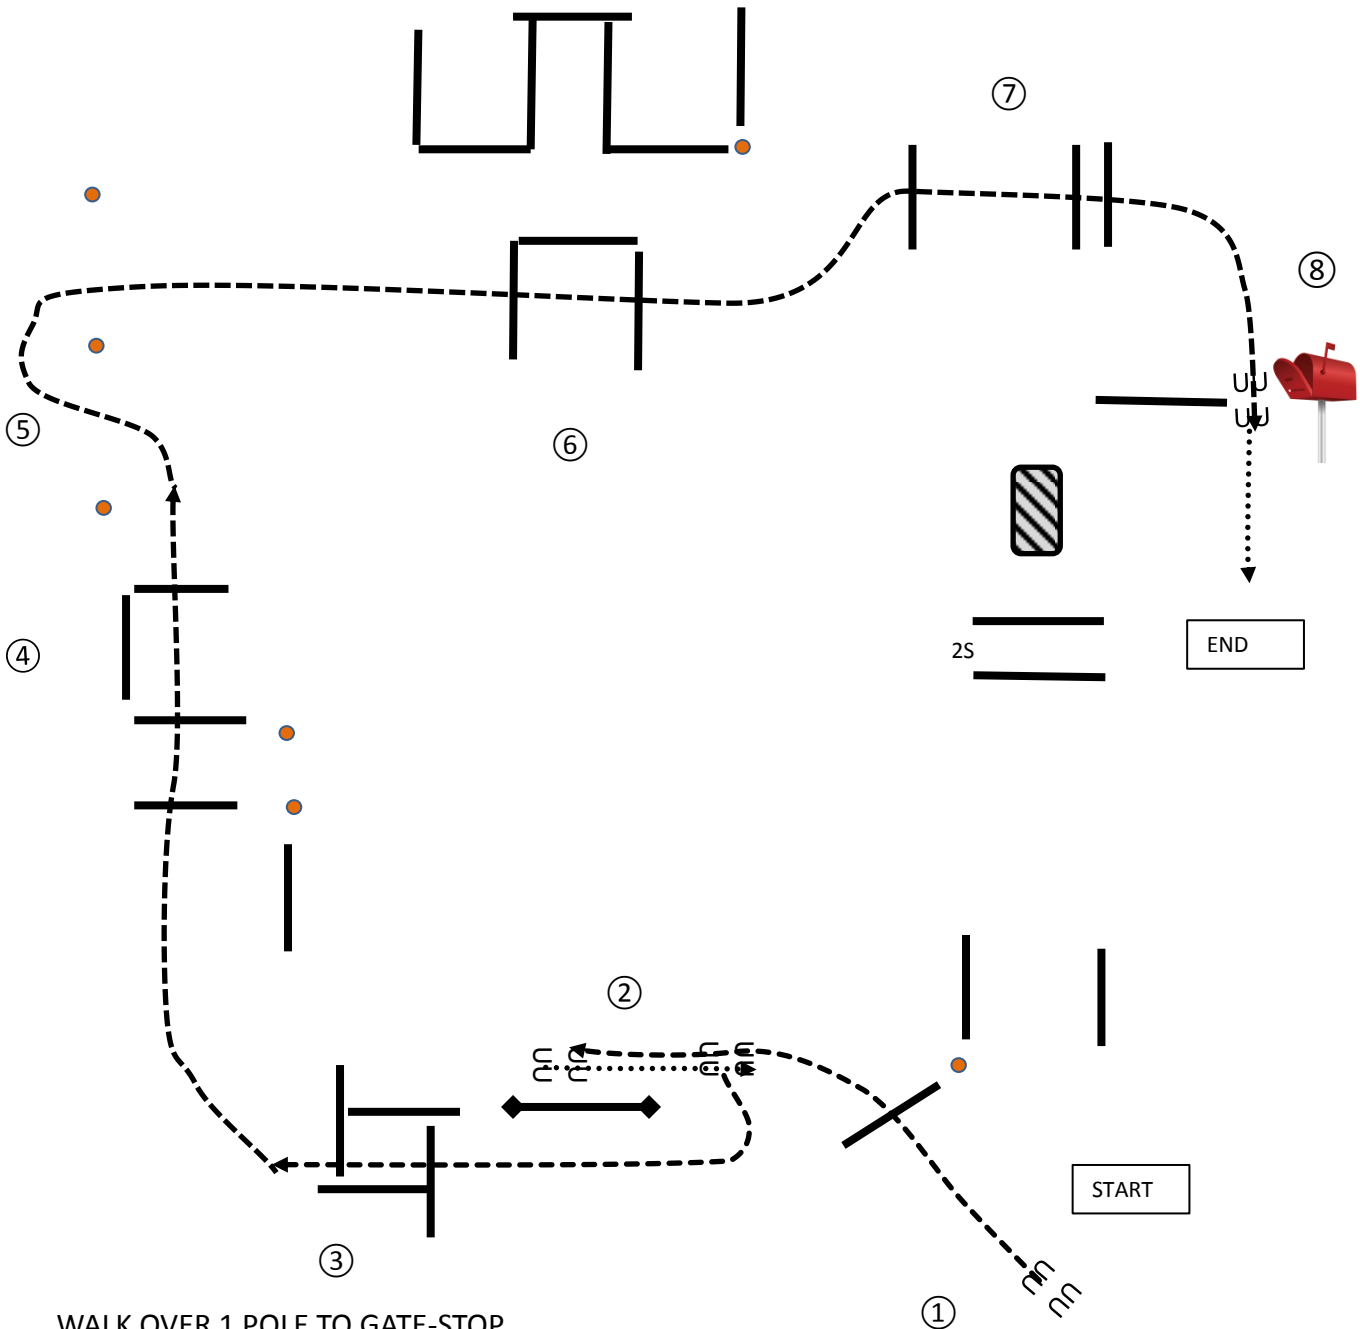 ⑦
⑧
⑤
⑥
④
2S
END
②
START
③
①
WALK OVER 1 POLE TO GATE-STOP